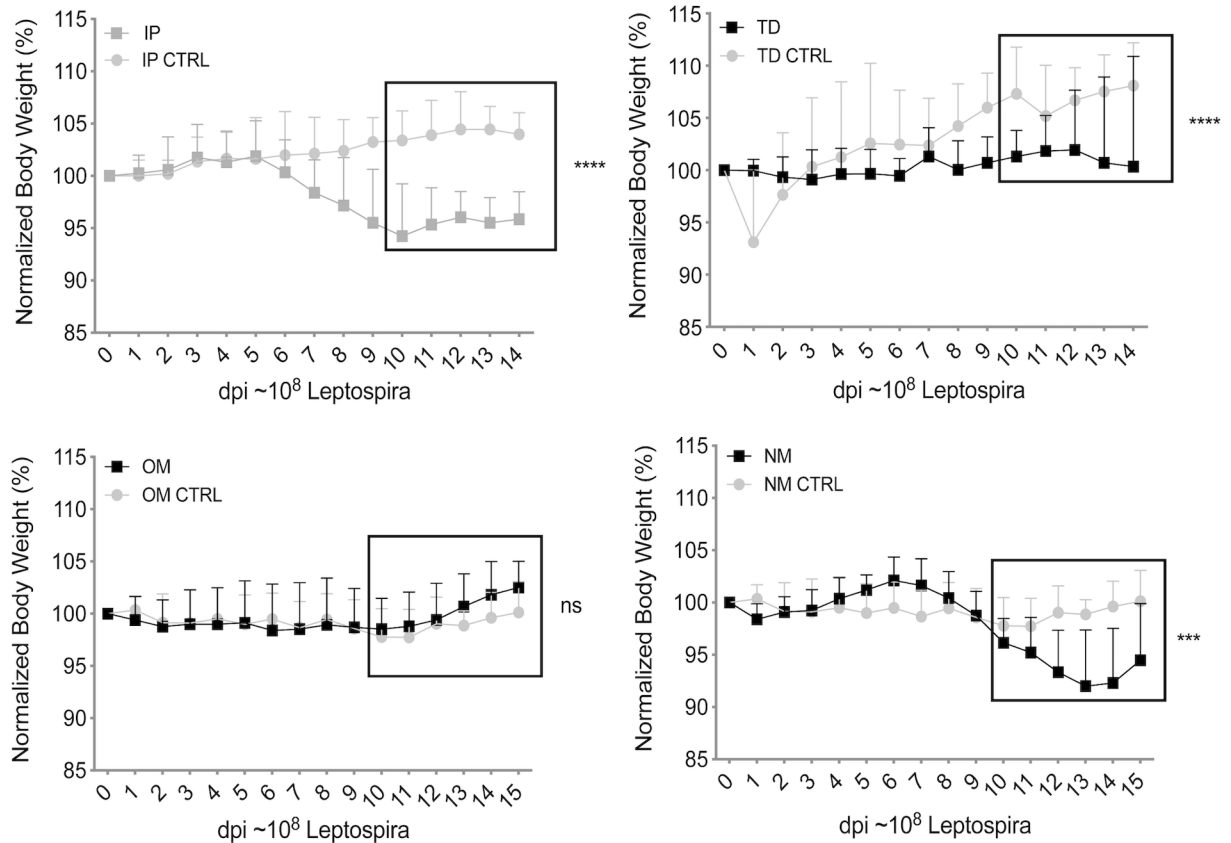 Normalized Body Weight (%)
115
110
105
100
95
90
85
IP
IP CTRL
****
0 1 2 3 4 5 6 7 8 9 10 11 12 13 14
dpi ~10⁸ Leptospira
Normalized Body Weight (%)
115
110
105
100
95
90
85
TD
TD CTRL
****
0 1 2 3 4 5 6 7 8 9 10 11 12 13 14
dpi ~10⁸ Leptospira
Normalized Body Weight (%)
115
110
105
100
95
90
85
OM
OM CTRL
ns
0 1 2 3 4 5 6 7 8 9 10 11 12 13 14 15
dpi ~10⁸ Leptospira
Normalized Body Weight (%)
115
110
105
100
95
90
85
NM
NM CTRL
***
0 1 2 3 4 5 6 7 8 9 10 11 12 13 14 15
dpi ~10⁸ Leptospira